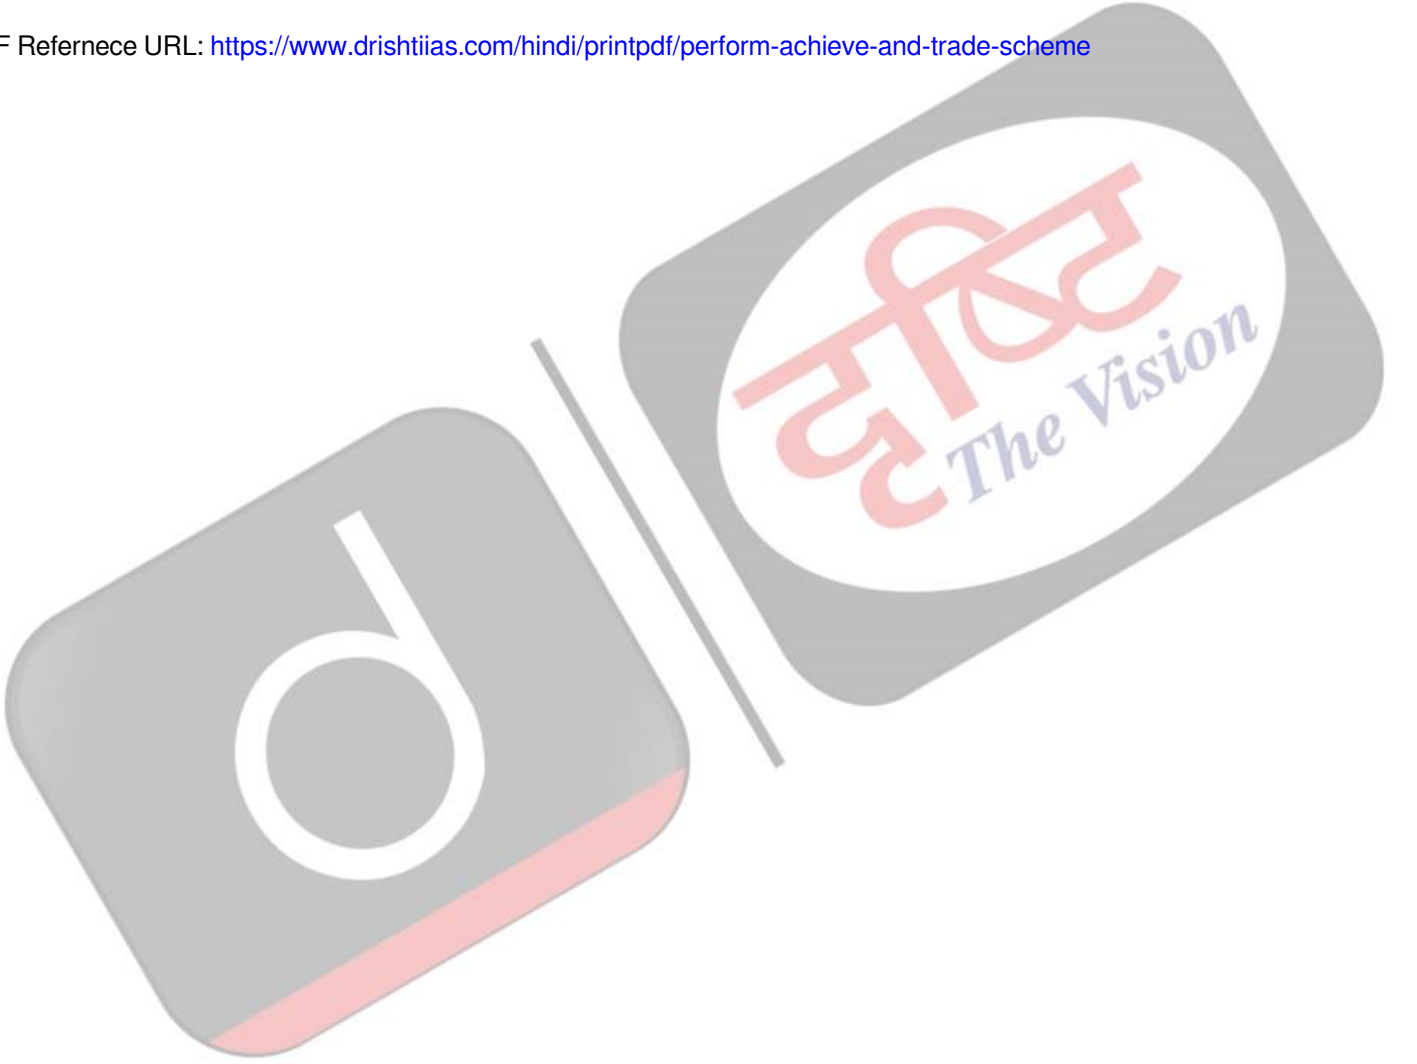 F Refernece URL: https://www.drishtiias.com/hindi/printpdf/perform-achieve-and-trade-scheme
दृष्टि
The Vision
d